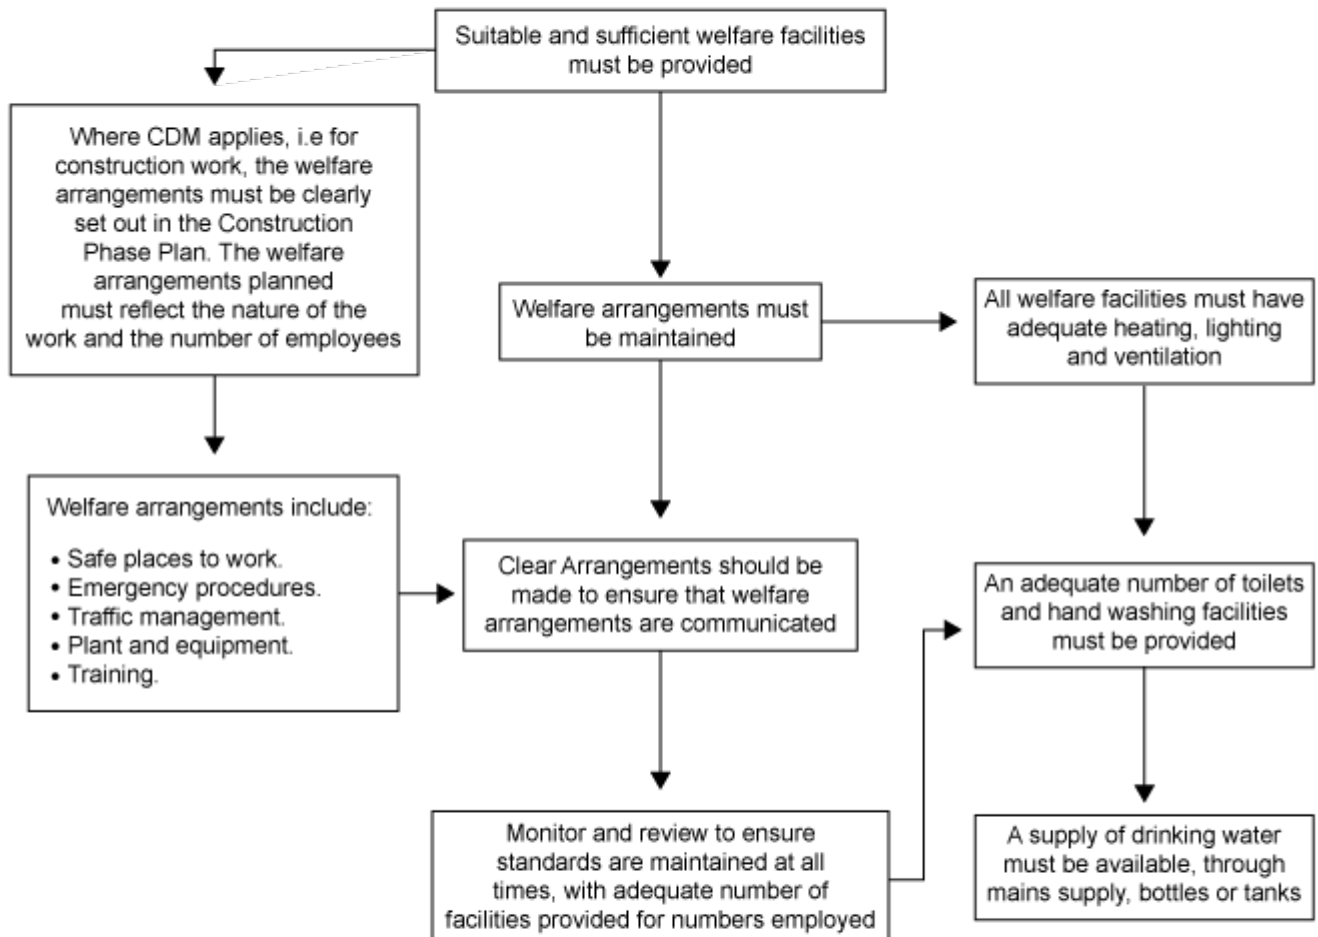 Suitable and sufficient welfare facilities
must be provided
Where CDM applies, i.e for
construction work, the welfare
arrangements must be clearly
set out in the Construction
Phase Plan. The welfare
arrangements planned
must reflect the nature of the
work and the number of employees
Welfare arrangements must
be maintained
All welfare facilities must have
adequate heating, lighting
and ventilation
Welfare arrangements include:
• Safe places to work.
• Emergency procedures.
• Traffic management.
• Plant and equipment.
• Training.
Clear Arrangements should be
made to ensure that welfare
arrangements are communicated
An adequate number of toilets
and hand washing facilities
must be provided
Monitor and review to ensure
standards are maintained at all
times, with adequate number of
facilities provided for numbers employed
A supply of drinking water
must be available, through
mains supply, bottles or tanks